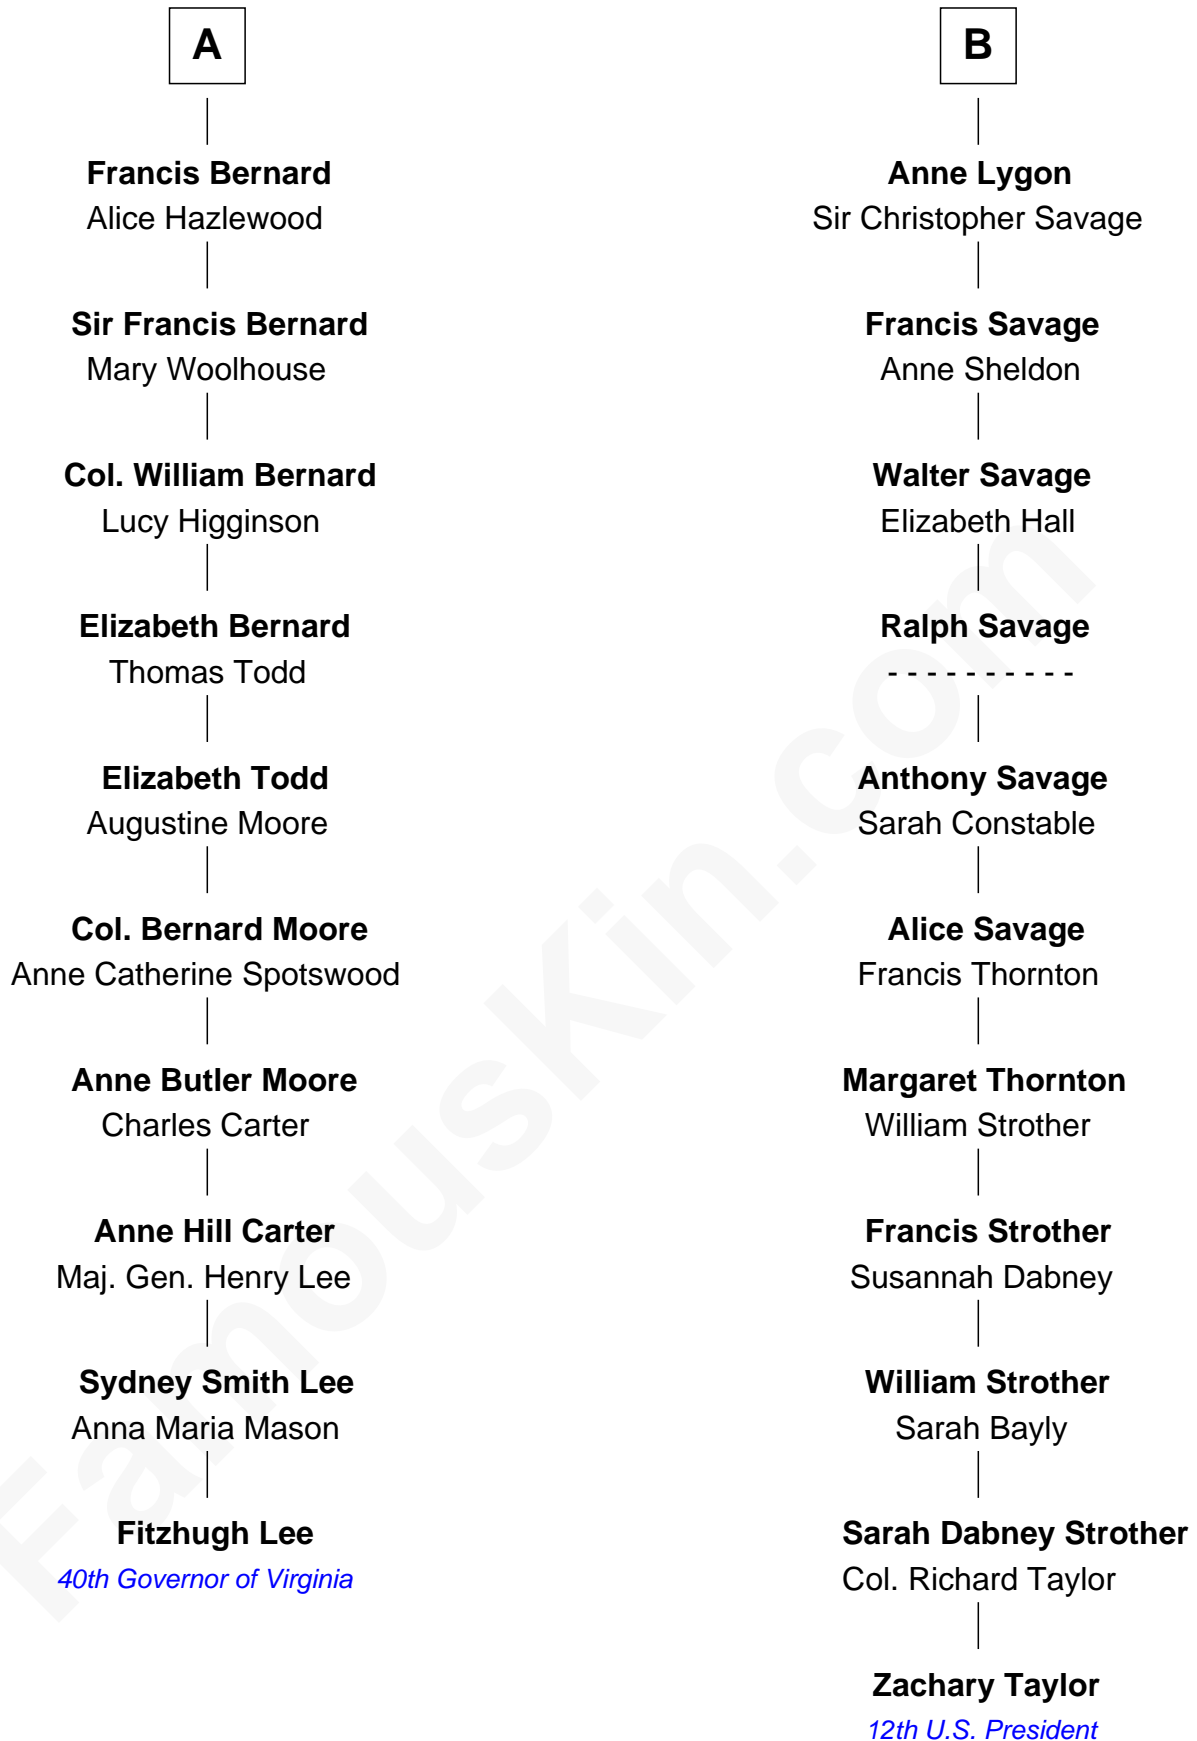 A
Francis Bernard
Alice Hazlewood
Sir Francis Bernard
Mary Woolhouse
Col. William Bernard
Lucy Higginson
Elizabeth Bernard
Thomas Todd
Elizabeth Todd
Augustine Moore
Col. Bernard Moore
Anne Catherine Spotswood
Anne Butler Moore
Charles Carter
Anne Hill Carter
Maj. Gen. Henry Lee
Sydney Smith Lee
Anna Maria Mason
Fitzhugh Lee
40th Governor of Virginia
B
Anne Lygon
Sir Christopher Savage
Francis Savage
Anne Sheldon
Walter Savage
Elizabeth Hall
Ralph Savage
- - - - - - - - - -
Anthony Savage
Sarah Constable
Alice Savage
Francis Thornton
Margaret Thornton
William Strother
Francis Strother
Susannah Dabney
William Strother
Sarah Bayly
Sarah Dabney Strother
Col. Richard Taylor
Zachary Taylor
12th U.S. President
FamousKin.com